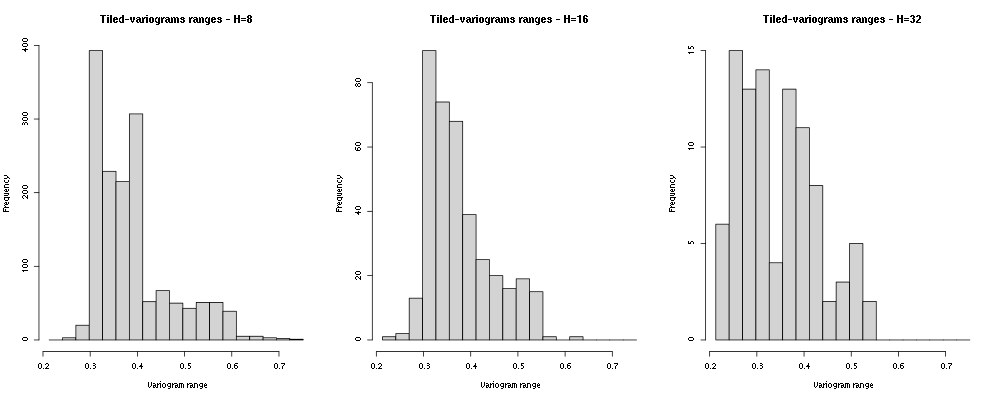 Tiled-variograms ranges - H=8
Frequency
400
300
200
100
0
0.2 0.3 0.4 0.5 0.6 0.7
Variogram range
Tiled-variograms ranges - H=16
Frequency
80
60
40
20
0
0.2 0.3 0.4 0.5 0.6 0.7
Variogram range
Tiled-variograms ranges - H=32
Frequency
15
10
5
0
0.2 0.3 0.4 0.5 0.6 0.7
Variogram range